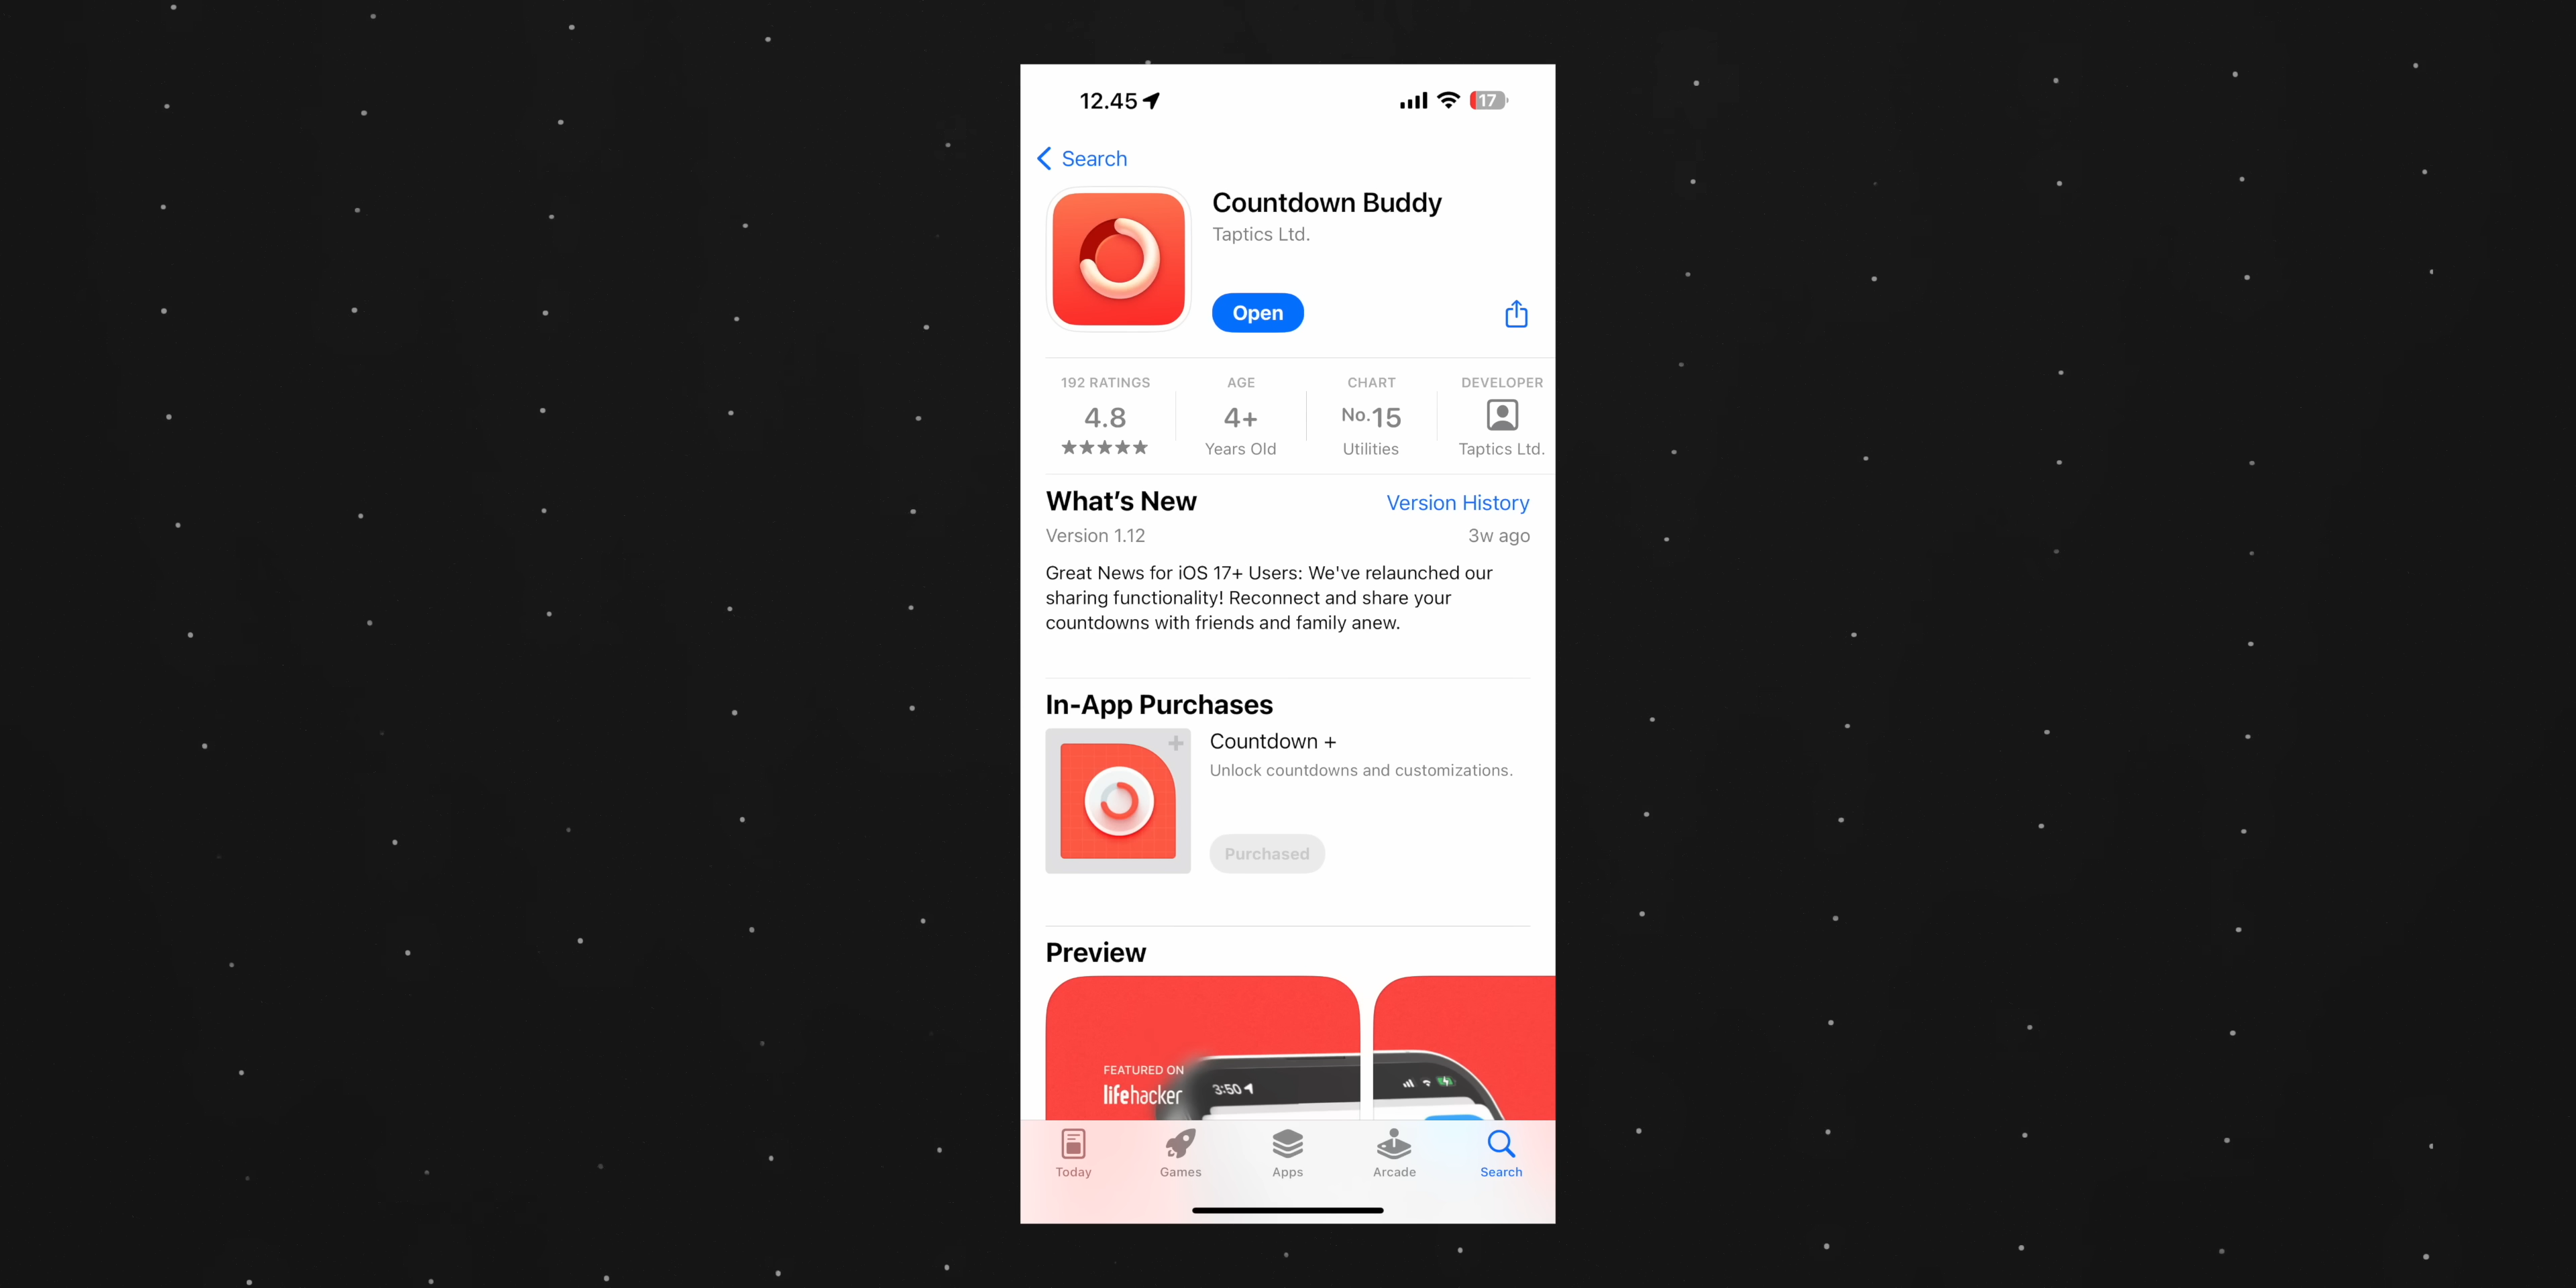 12.45
17
Search
Countdown Buddy
Taptics Ltd.
Open
192 RATINGS
4.8
AGE
4+
Years Old
CHART
No.15
Utilities
DEVELOPER
Taptics Ltd.
What's New
Version History
Version 1.12
3w ago
Great News for iOS 17+ Users: We've relaunched our
sharing functionality! Reconnect and share your
countdowns with friends and family anew.
In-App Purchases
Countdown +
Unlock countdowns and customizations.
Purchased
Preview
FEATURED ON
lifehacker
3:50
Today
Games
Apps
Arcade
Search